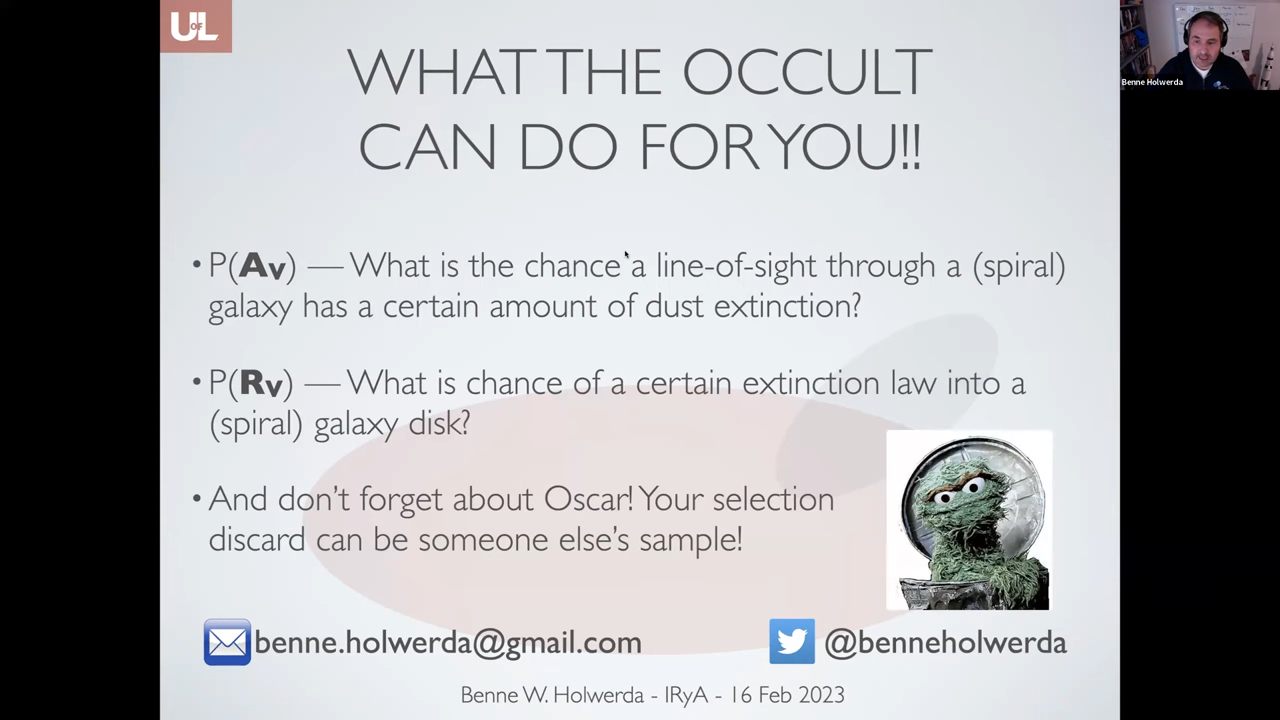 U OF L
Benne Holwerda
WHAT THE OCCULT
CAN DO FOR YOU!!
• P(Av) — What is the chance a line-of-sight through a (spiral)
galaxy has a certain amount of dust extinction?
• P(Rv) — What is chance of a certain extinction law into a
(spiral) galaxy disk?
• And don't forget about Oscar! Your selection
discard can be someone else's sample!
benne.holwerda@gmail.com
@benneholwerda
Benne W. Holwerda - IRyA - 16 Feb 2023